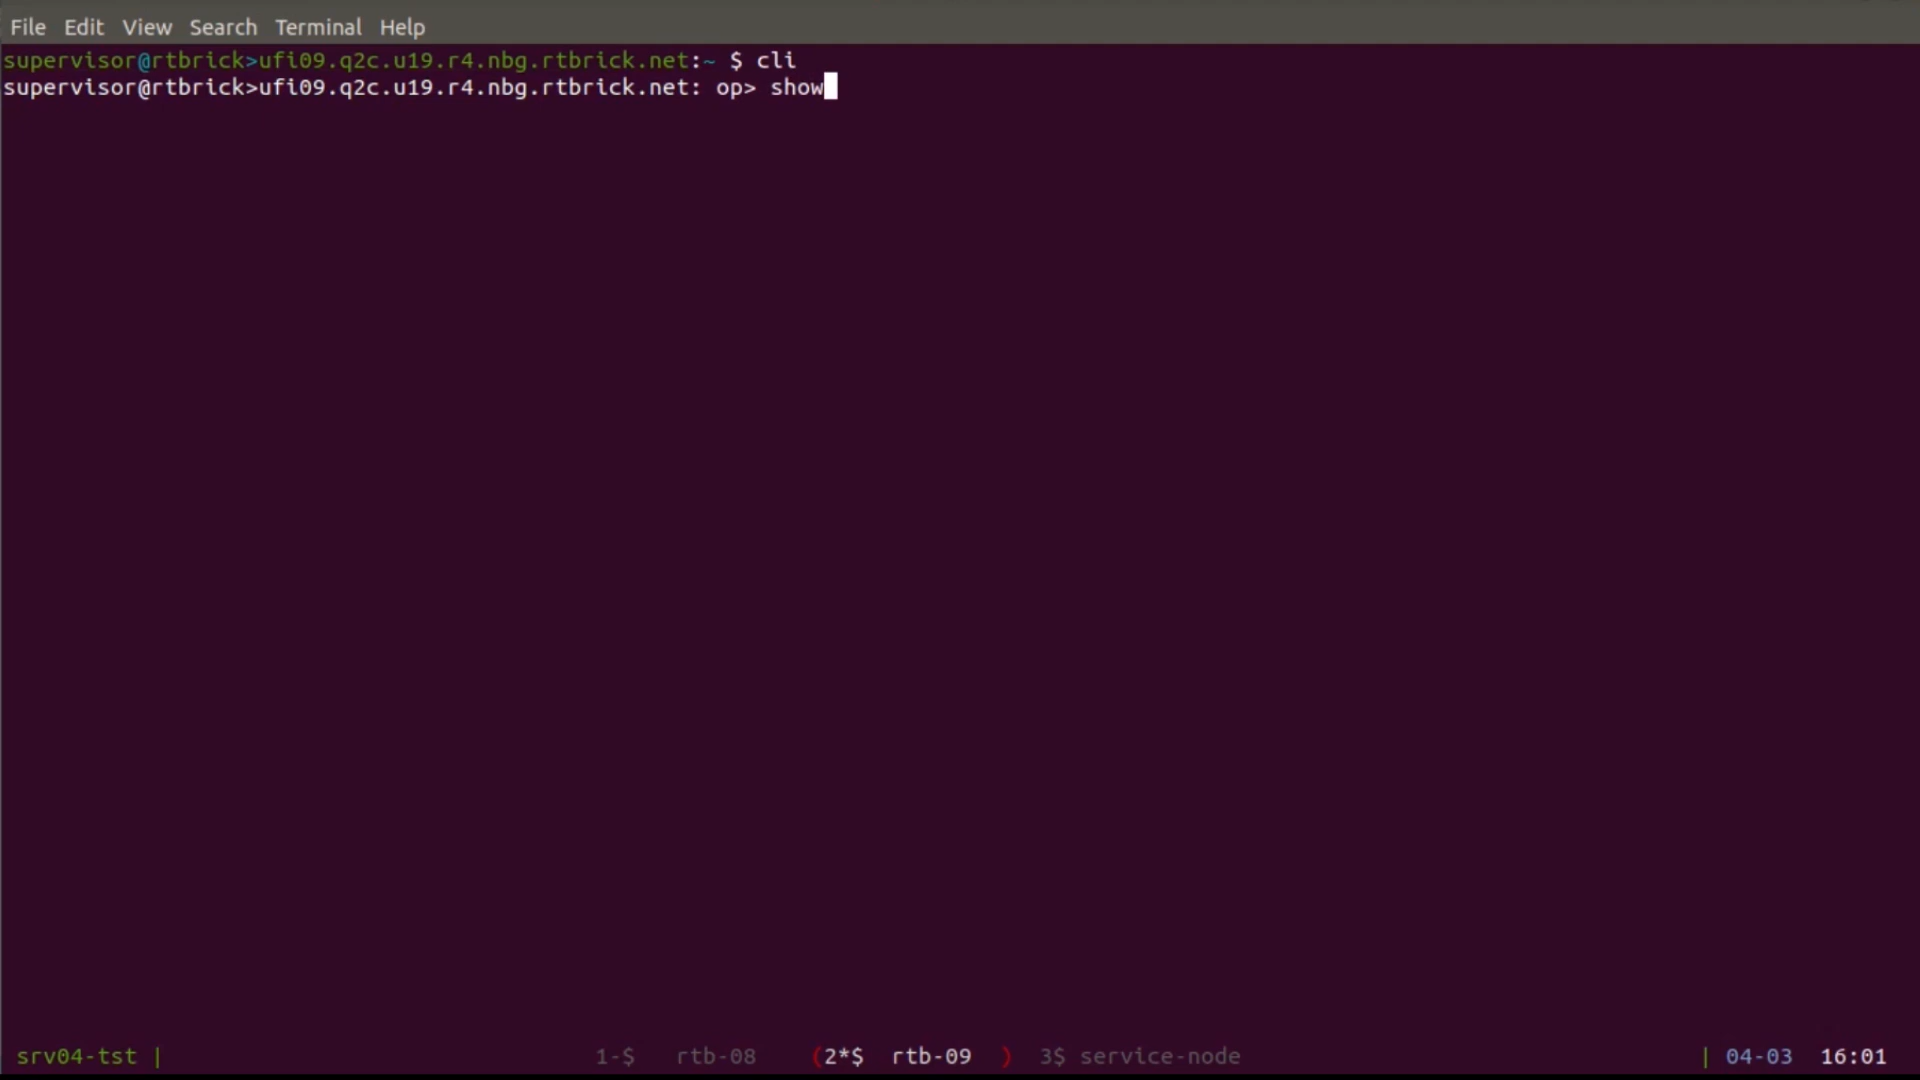 File Edit View Search Terminal Help
supervisor@rtbrick>ufi09.q2c.u19.r4.nbg.rtbrick.net:~ $ cli
supervisor@rtbrick>ufi09.q2c.u19.r4.nbg.rtbrick.net: op> show
srv04-tst | 1-$ rtb-08 (2*$ rtb-09 ) 3$ service-node | 04-03 16:01